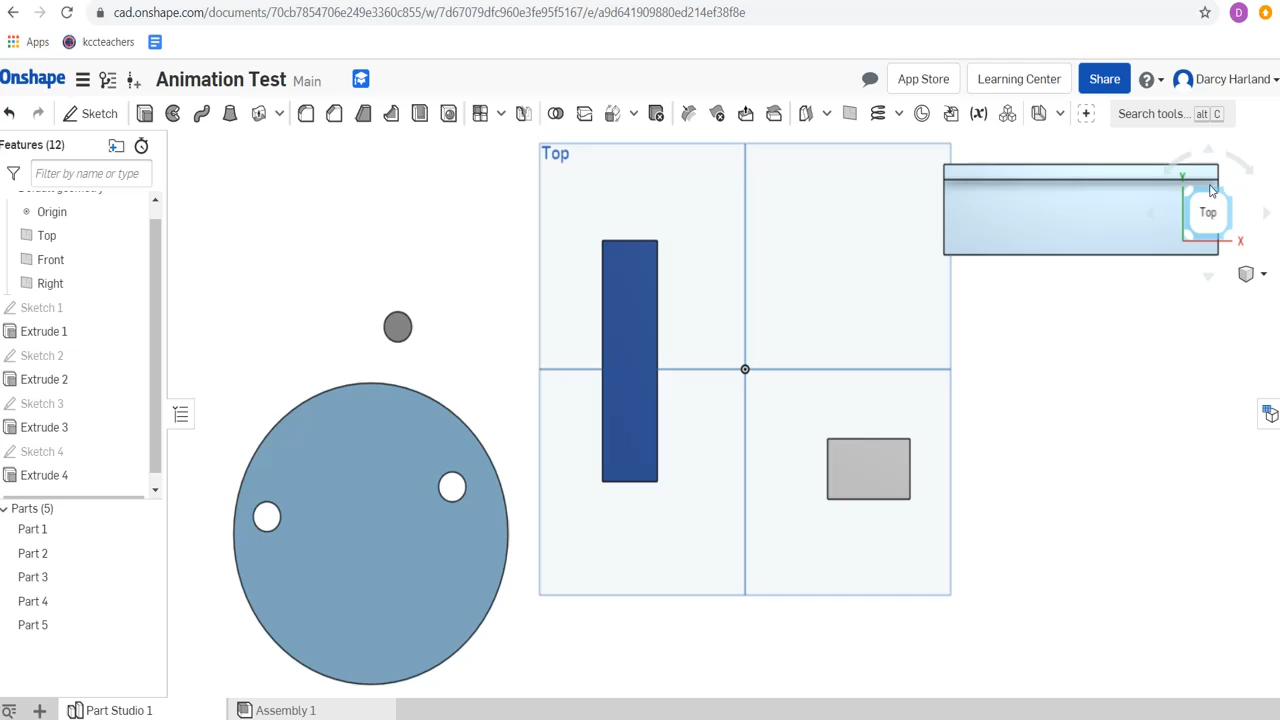 cad.onshape.com/documents/70cb7854706e249e3360c855/w/7d67079dfc960e3fe95f5167/e/a9d641909880ed214ef38f8e
D
Apps
kccteachers
Onshape
Animation Test Main
App Store
Learning Center
Share
Darcy Harland
Sketch
(x)
Search tools... alt C
Features (12)
Filter by name or type
Origin
Top
Front
Right
Sketch 1
Extrude 1
Sketch 2
Extrude 2
Sketch 3
Extrude 3
Sketch 4
Extrude 4
Parts (5)
Part 1
Part 2
Part 3
Part 4
Part 5
Top
Y
Top
X
Part Studio 1
Assembly 1